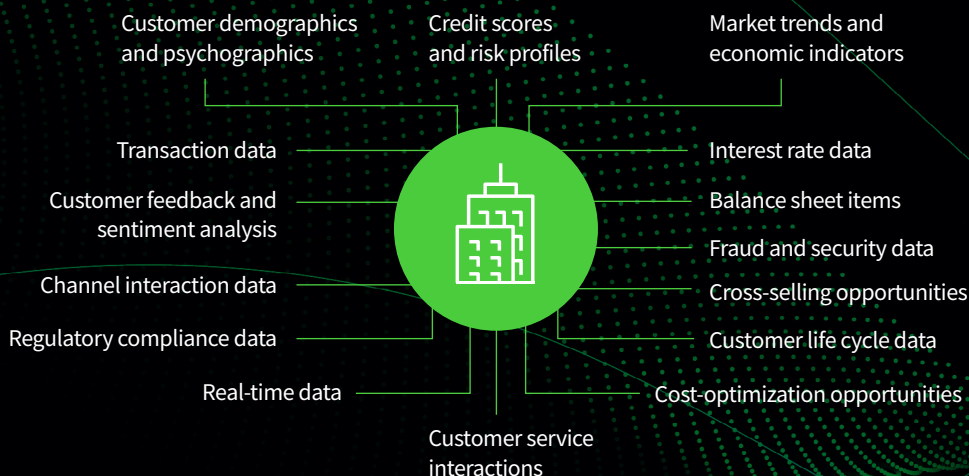 Customer demographics
and psychographics
Credit scores
and risk profiles
Market trends and
economic indicators
Transaction data
Customer feedback and
sentiment analysis
Channel interaction data
Regulatory compliance data
Real-time data
Interest rate data
Balance sheet items
Fraud and security data
Cross-selling opportunities
Customer life cycle data
Cost-optimization opportunities
Customer service
interactions